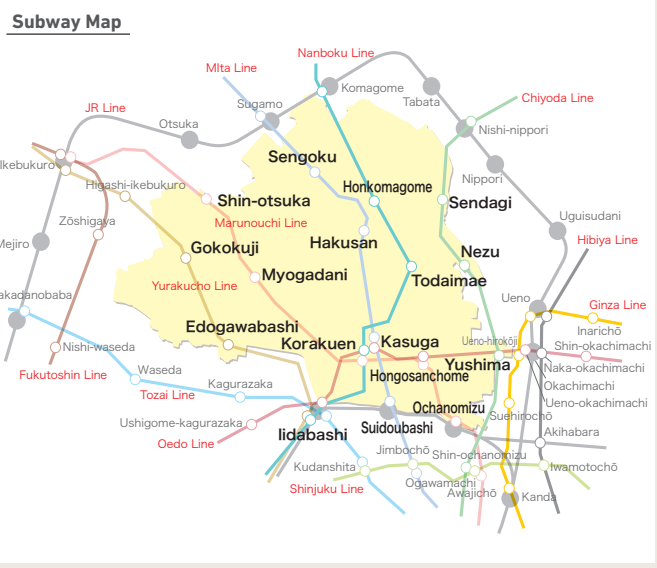 Subway Map
Nanboku Line
MIta Line
Komagome
Tabata
Chiyoda Line
JR Line
Sugamo
Otsuka
Nishi-nippori
Ikebukuro
Sengoku
Nippori
Higashi-ikebukuro
Honkomagome
Shin-otsuka
Sendagi
Zōshigaya
Marunouchi Line
Uguisudani
Mejiro
Gokokuji
Hakusan
Nezu
Hibiya Line
Myogadani
Todaimae
Yurakucho Line
akadanobaba
Ueno
Ginza Line
Edogawabashi
Inarichō
Korakuen
Kasuga
Ueno-hirokōji
Shin-okachimachi
Nishi-waseda
Yushima
Naka-okachimachi
Fukutoshin Line
Waseda
Hongosanchome
Okachimachi
Tozai Line
Kagurazaka
Ueno-okachimachi
Ochanomizu
Suehirochō
Ushigome-kagurazaka
Iidabashi
Suidoubashi
Akihabara
Oedo Line
Jimbochō
Shin-ochanomizu
Kudanshita
Iwamotochō
Ogawamachi
Shinjuku Line
Awajichō
Kanda